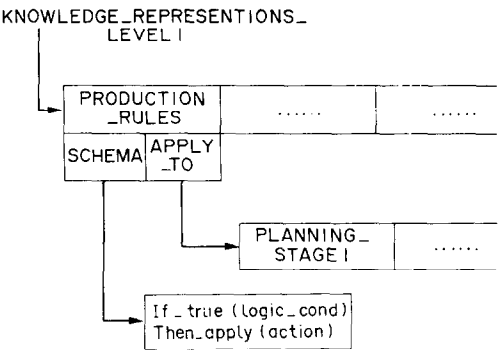 KNOWLEDGE_REPRESENTIONS_
LEVEL I
PRODUCTION
_RULES
......
......
SCHEMA
APPLY
_TO
PLANNING_
STAGE I
......
If_true (logic_cond)
Then_apply (action)